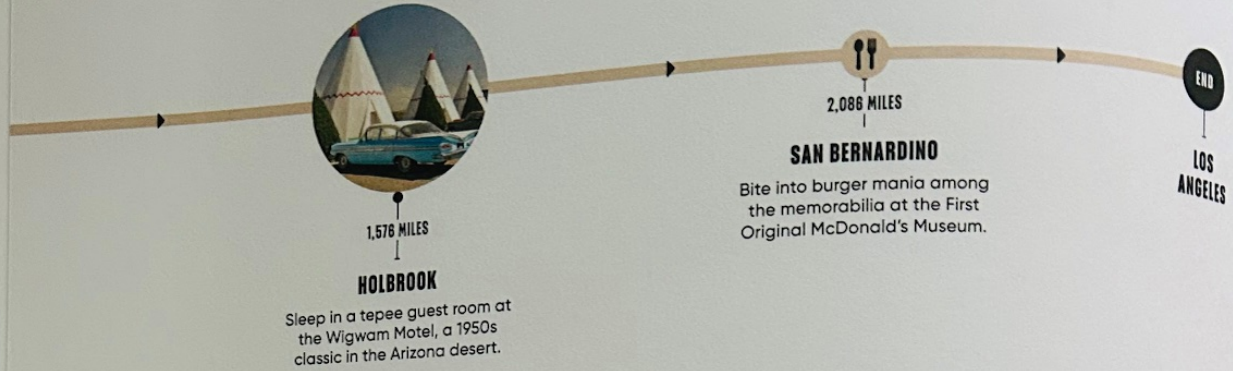 1,576 MILES
HOLBROOK
Sleep in a tepee guest room at
the Wigwam Motel, a 1950s
classic in the Arizona desert.
2,086 MILES
SAN BERNARDINO
Bite into burger mania among
the memorabilia at the First
Original McDonald's Museum.
END
LOS
ANGELES